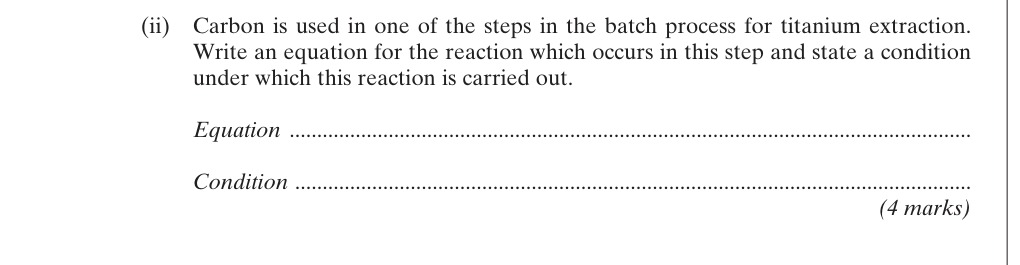 (ii) Carbon is used in one of the steps in the batch process for titanium extraction.
Write an equation for the reaction which occurs in this step and state a condition
under which this reaction is carried out.
Equation ............................................................................................................................
Condition ...........................................................................................................................
(4 marks)